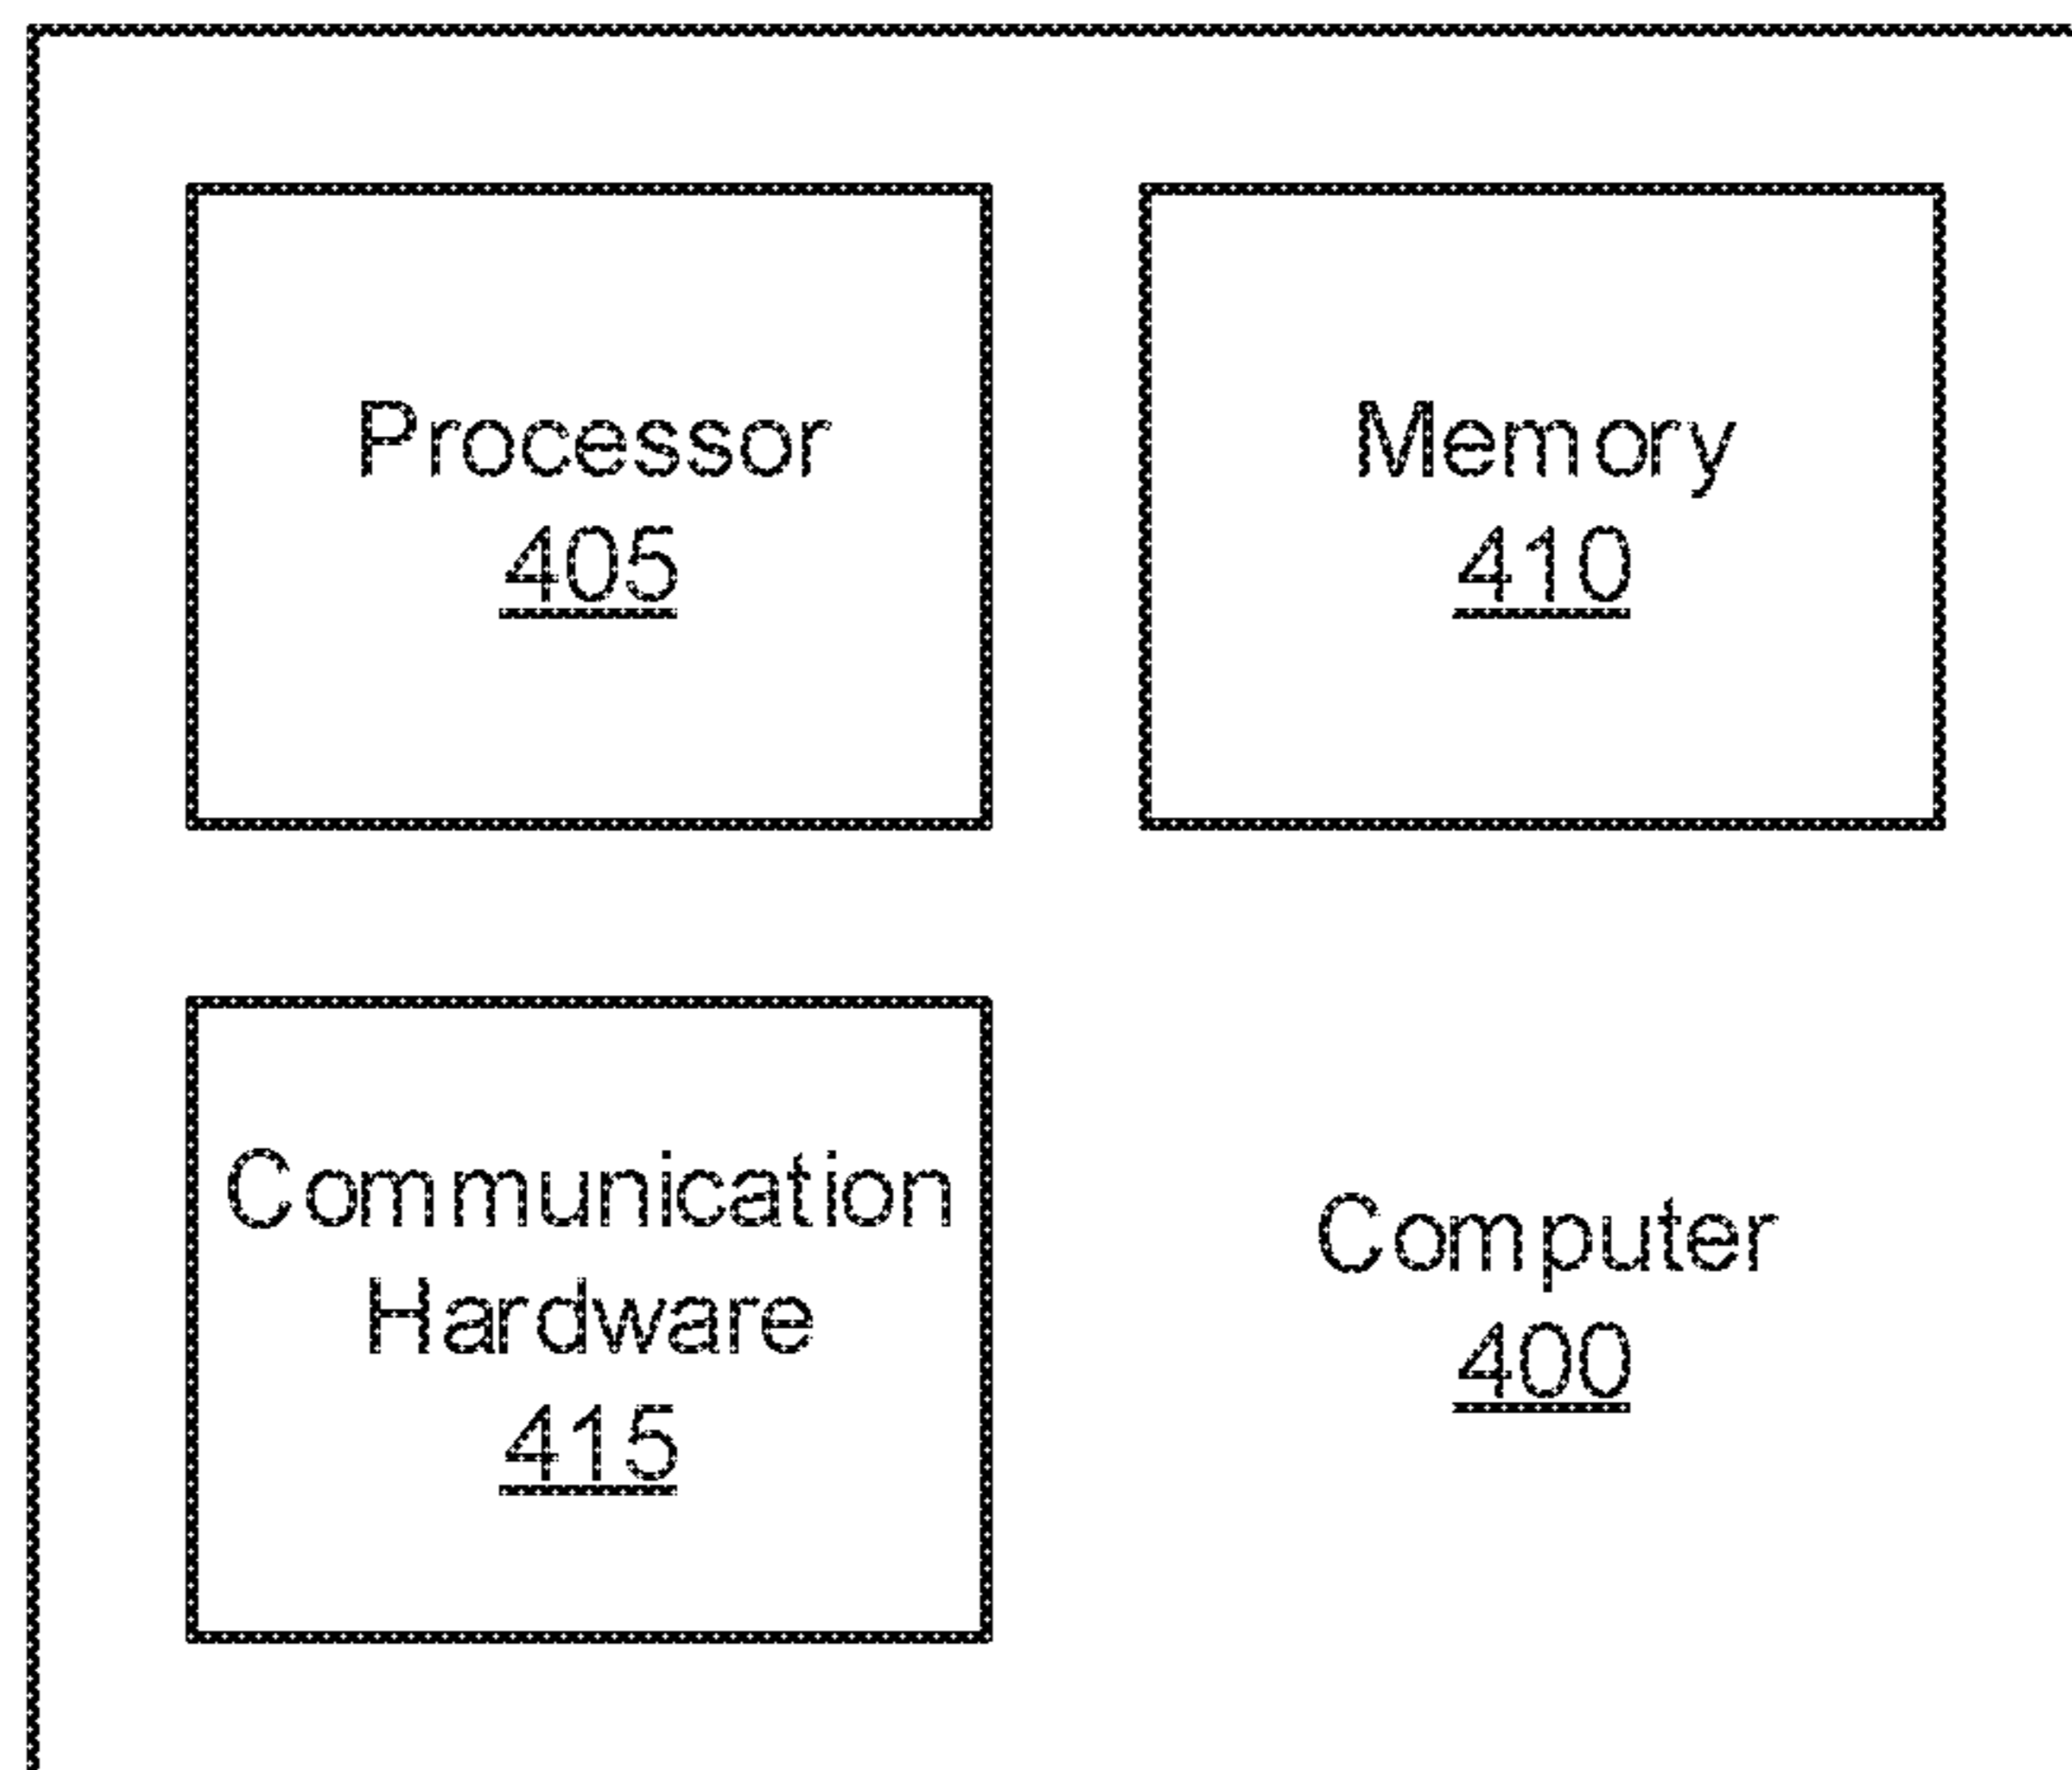 Processor
405
Memory
410
Communication
Hardware
415
Computer
400